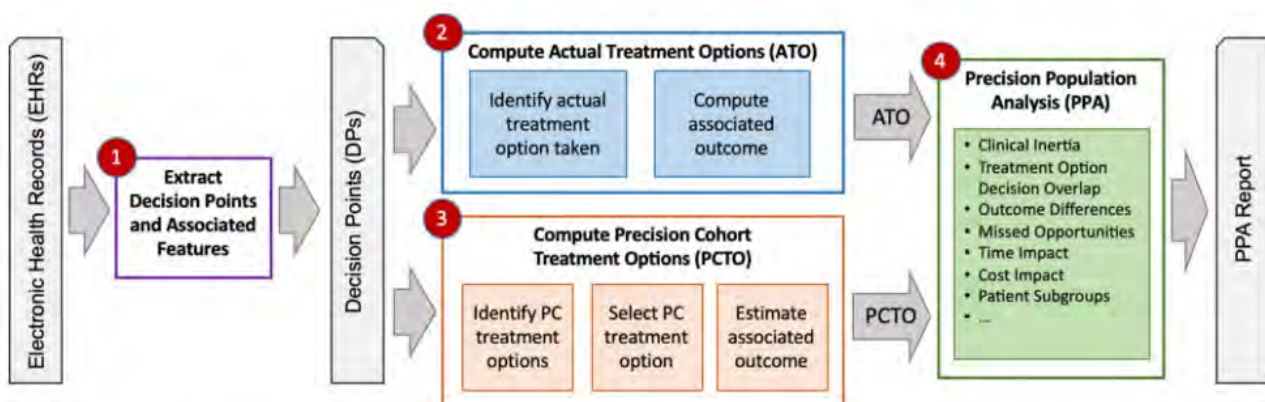 Electronic Health Records (EHRs)
1
Extract
Decision Points
and Associated
Features
Decision Points (DPs)
2
Compute Actual Treatment Options (ATO)
Identify actual
treatment
option taken
Compute
associated
outcome
3
Compute Precision Cohort
Treatment Options (PCTO)
Identify PC
treatment
options
Select PC
treatment
option
Estimate
associated
outcome
ATO
PCTO
4
Precision Population
Analysis (PPA)
• Clinical Inertia
• Treatment Option
Decision Overlap
• Outcome Differences
• Missed Opportunities
• Time Impact
• Cost Impact
• Patient Subgroups
• ...
PPA Report